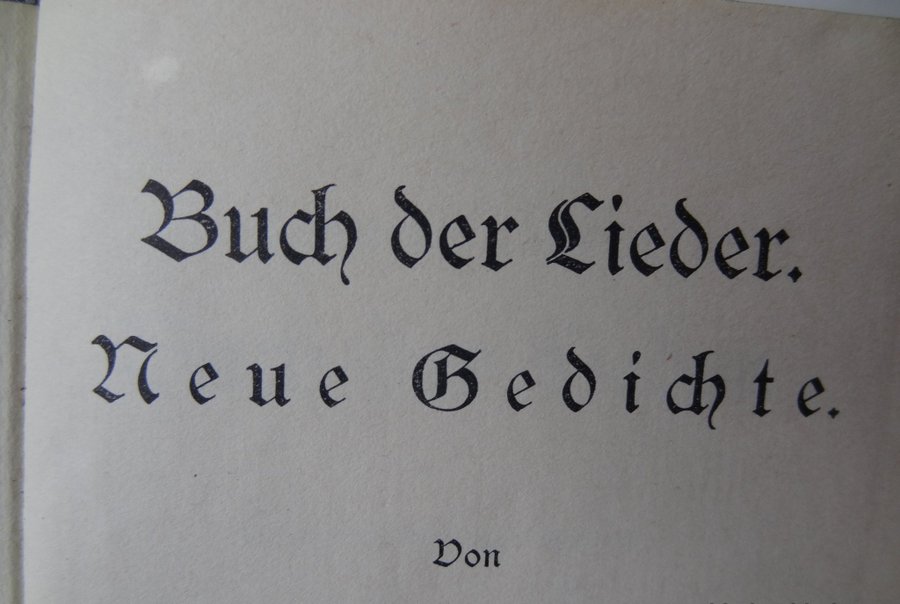 Buch der Lieder.
Neue Gedichte.
Von